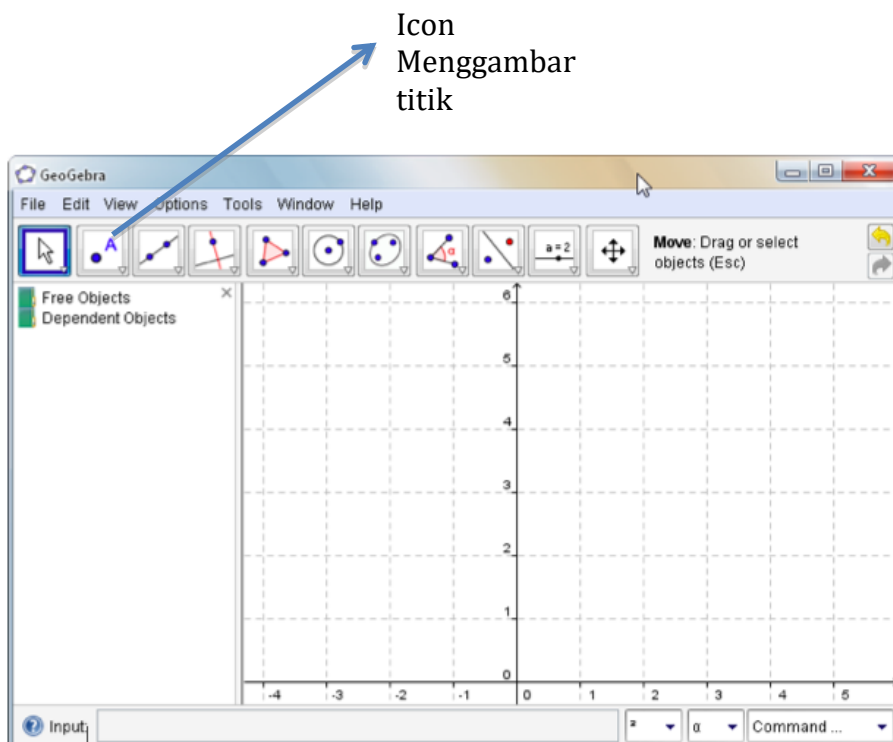 Icon
Menggambar
titik
GeoGebra
File Edit View Options Tools Window Help
A
α
a = 2
Move: Drag or select
objects (Esc)
Free Objects
Dependent Objects
6
5
4
3
2
1
0
-4 -3 -2 -1 0 1 2 3 4 5
Input: ² α Command ...